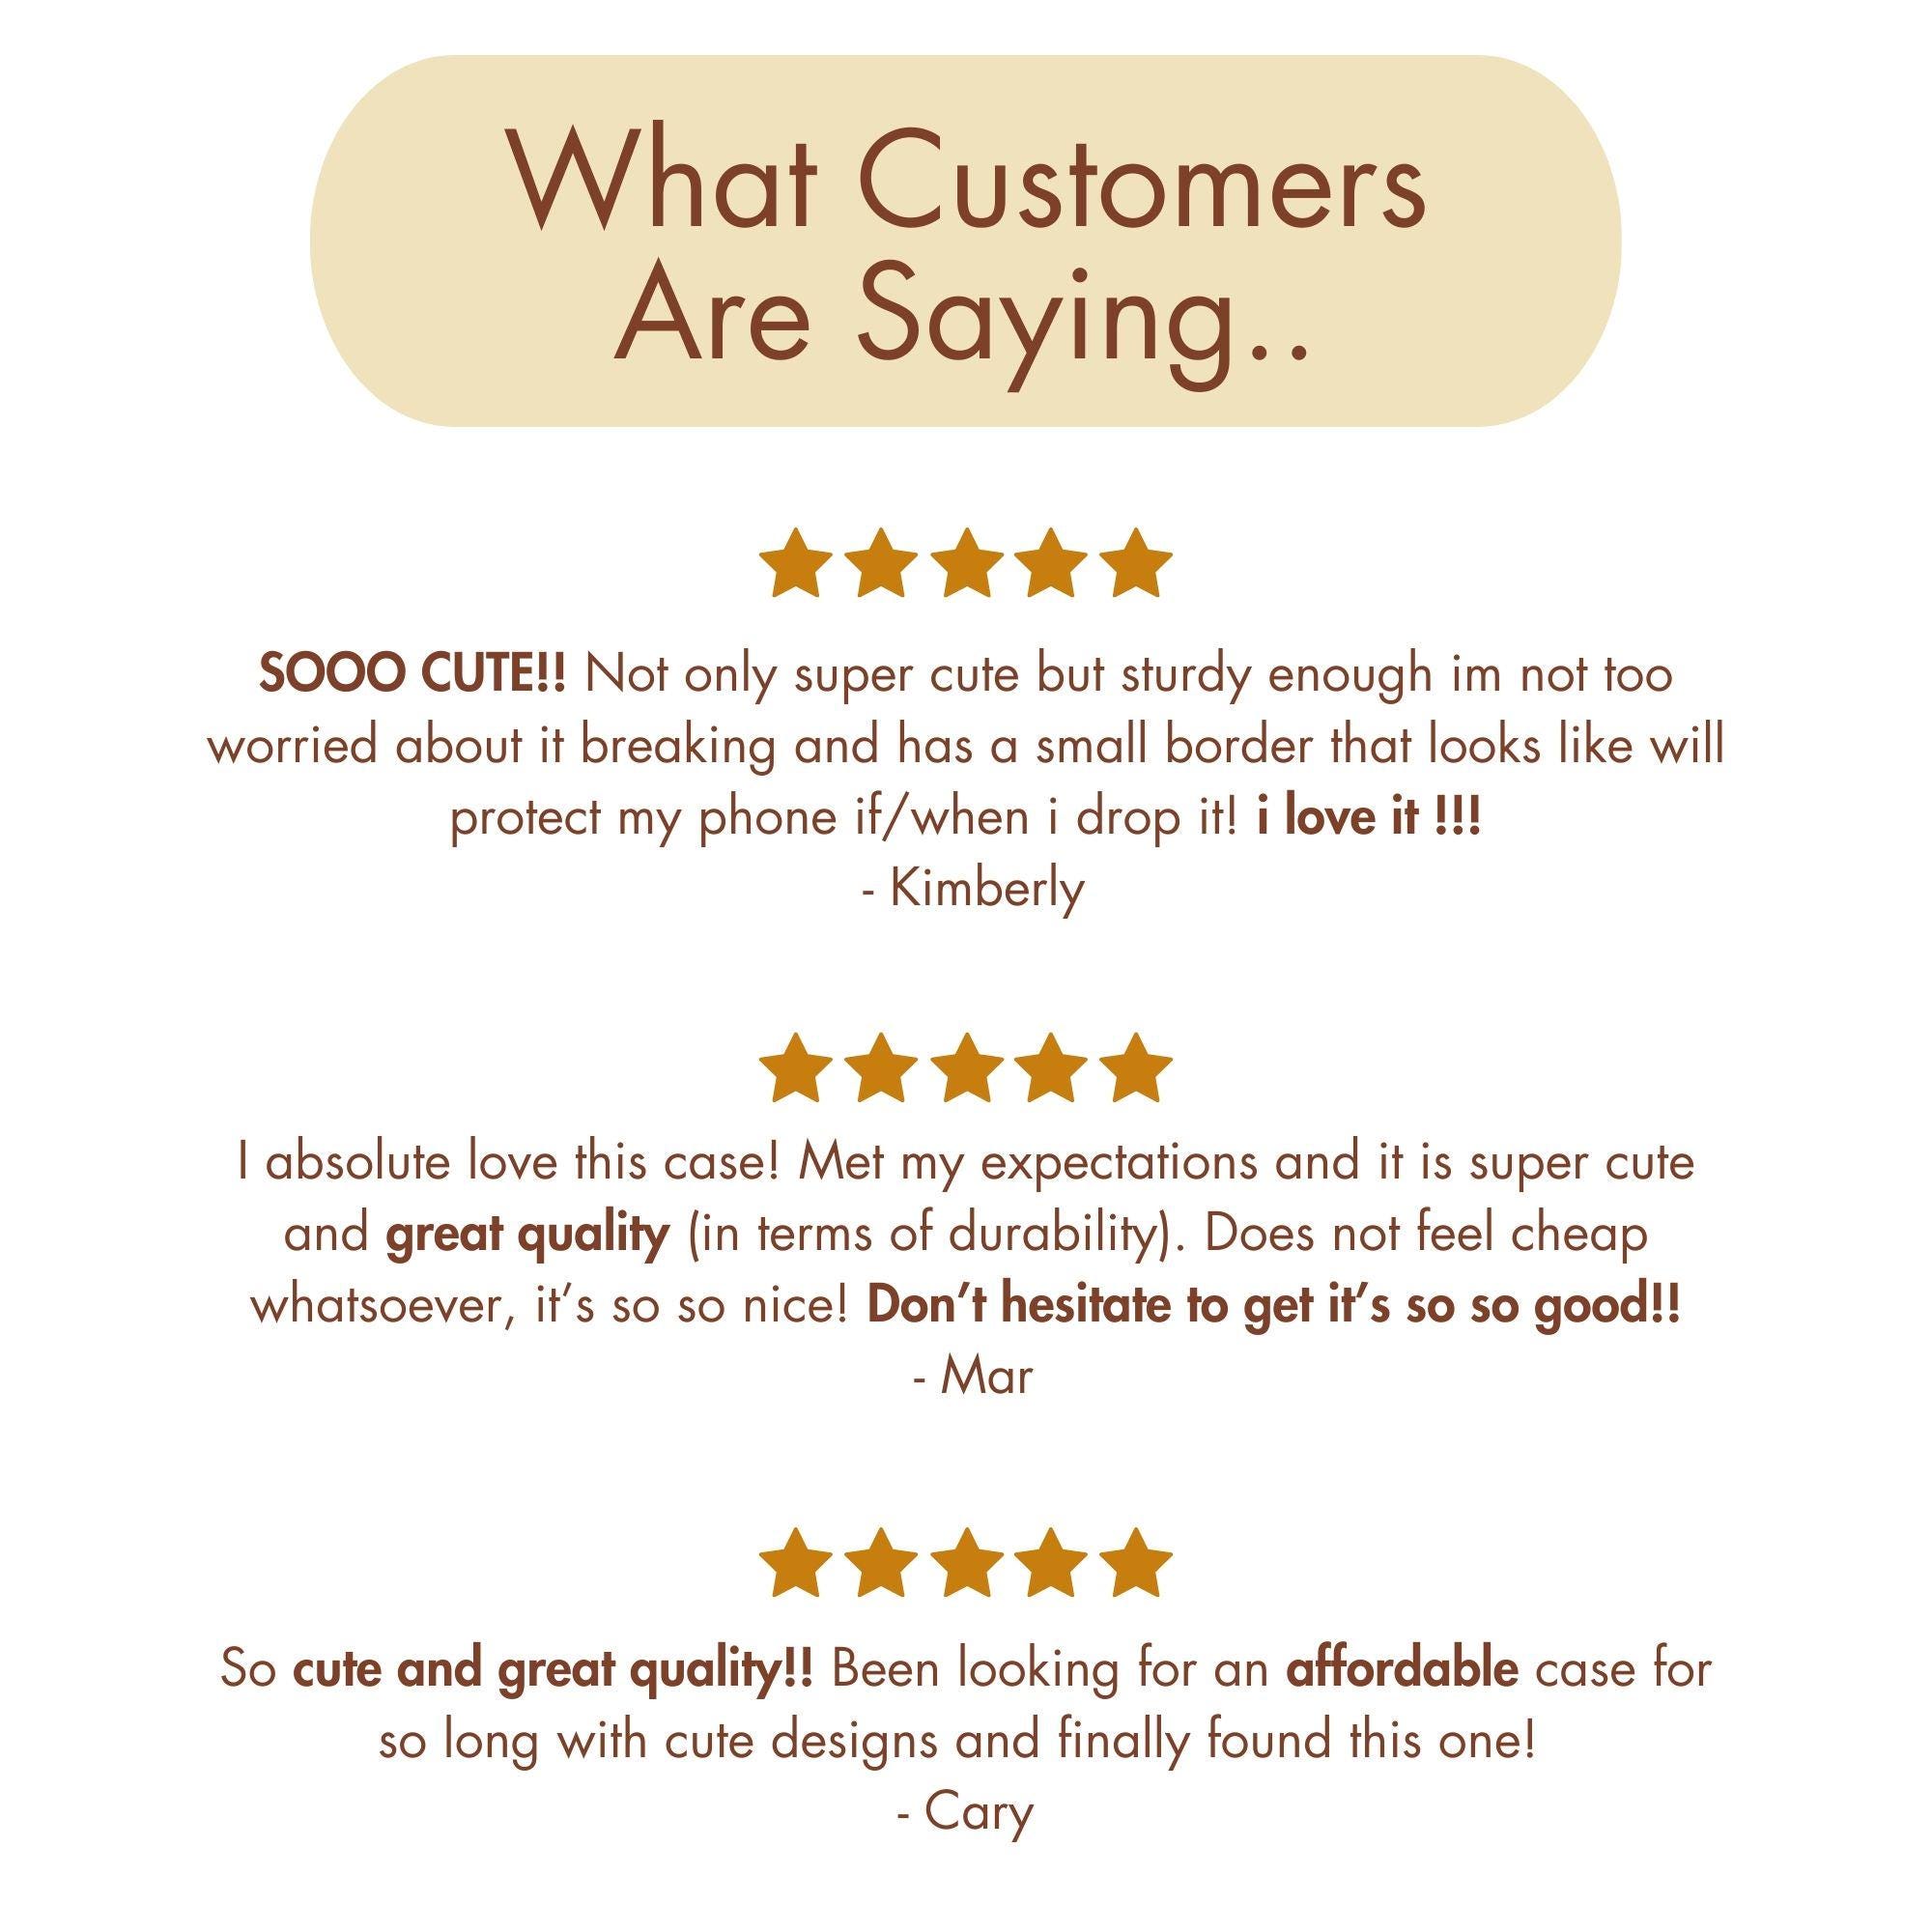 What Customers
Are Saying..
SOOO CUTE!! Not only super cute but sturdy enough im not too
worried about it breaking and has a small border that looks like will
protect my phone if/when i drop it! i love it !!!
- Kimberly
I absolute love this case! Met my expectations and it is super cute
and great quality (in terms of durability). Does not feel cheap
whatsoever, it’s so so nice! Don’t hesitate to get it’s so so good!!
- Mar
So cute and great quality!! Been looking for an affordable case for
so long with cute designs and finally found this one!
- Cary